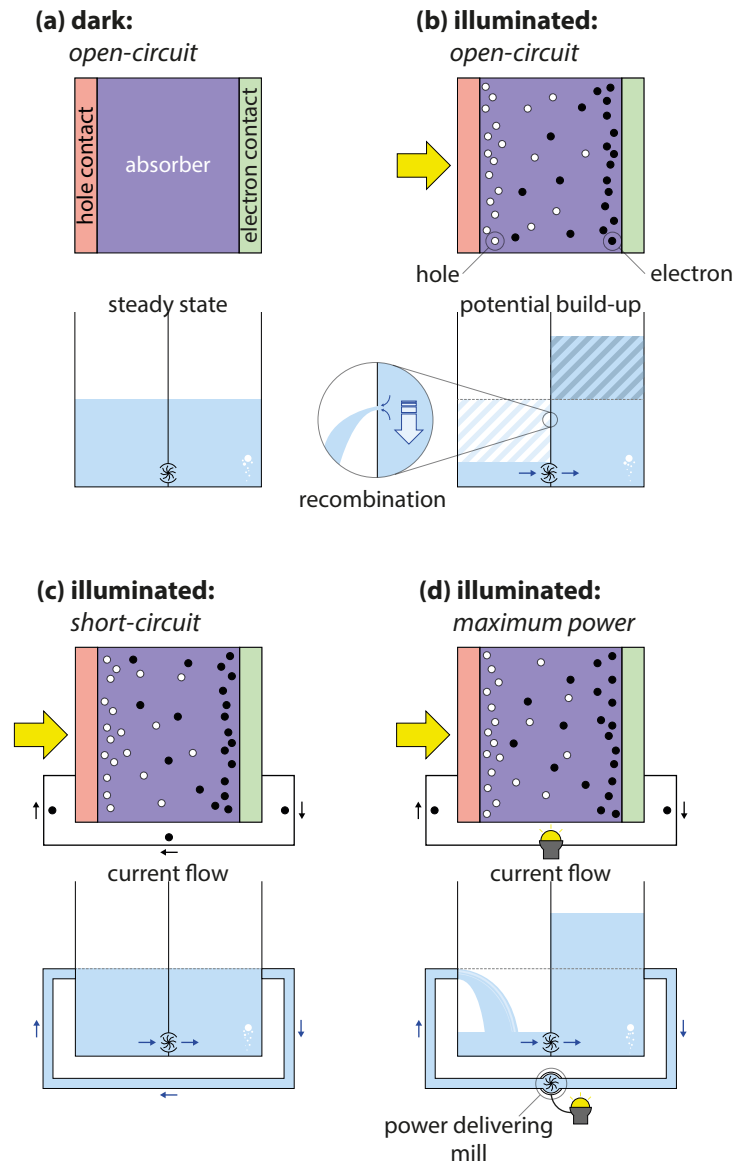 (a) dark:
open-circuit
hole contact
absorber
electron contact
steady state
(b) illuminated:
open-circuit
hole
electron
potential build-up
recombination
(c) illuminated:
short-circuit
current flow
(d) illuminated:
maximum power
current flow
power delivering
mill